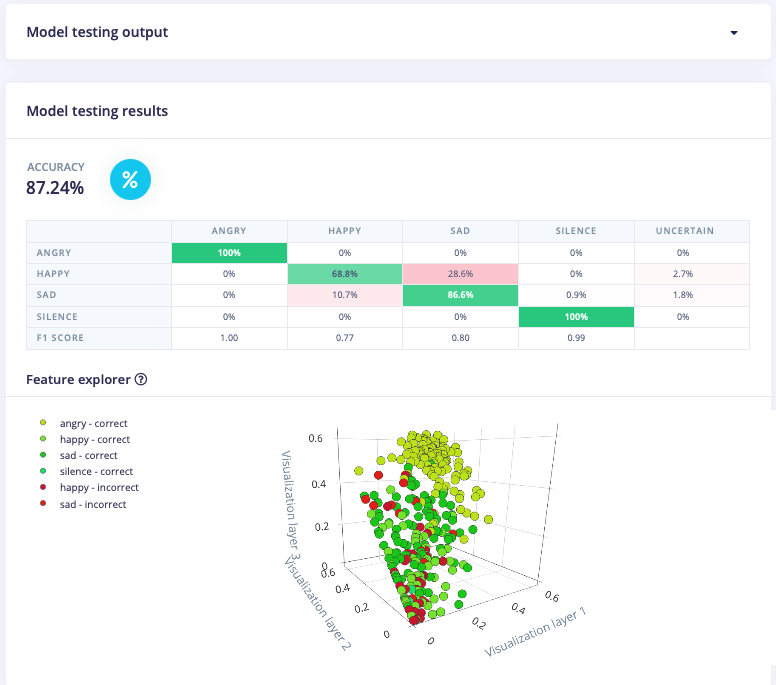 Model testing output
Model testing results
ACCURACY
87.24%
%
ANGRY HAPPY SAD SILENCE UNCERTAIN
ANGRY 100% 0% 0% 0% 0%
HAPPY 0% 68.8% 28.6% 0% 2.7%
SAD 0% 10.7% 86.6% 0.9% 1.8%
SILENCE 0% 0% 0% 100% 0%
F1 SCORE 1.00 0.77 0.80 0.99
Feature explorer ?
angry - correct
happy - correct
sad - correct
silence - correct
happy - incorrect
sad - incorrect
0.6
0.4
0.2
0
Visualization layer 3
0.6
0.4
0.2
0
Visualization layer 2
0
0.2
0.4
0.6
Visualization layer 1